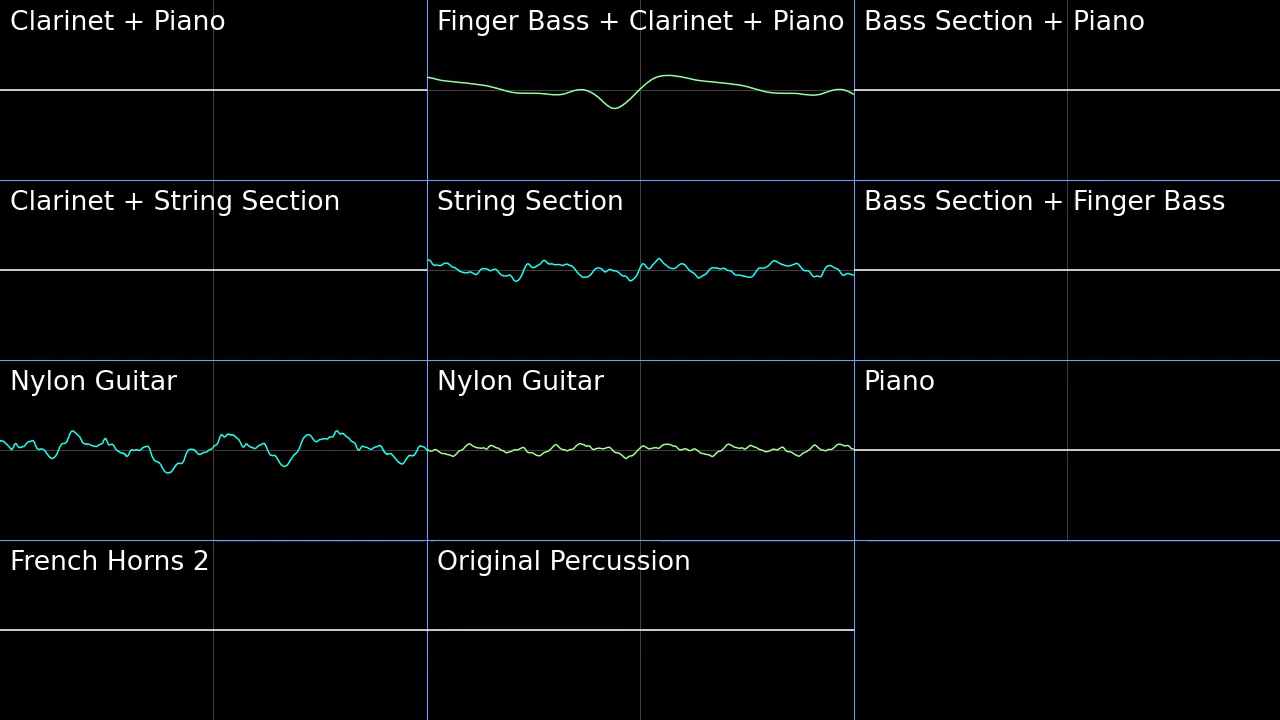 Clarinet + Piano
Finger Bass + Clarinet + Piano
Bass Section + Piano
Clarinet + String Section
String Section
Bass Section + Finger Bass
Nylon Guitar
Nylon Guitar
Piano
French Horns 2
Original Percussion